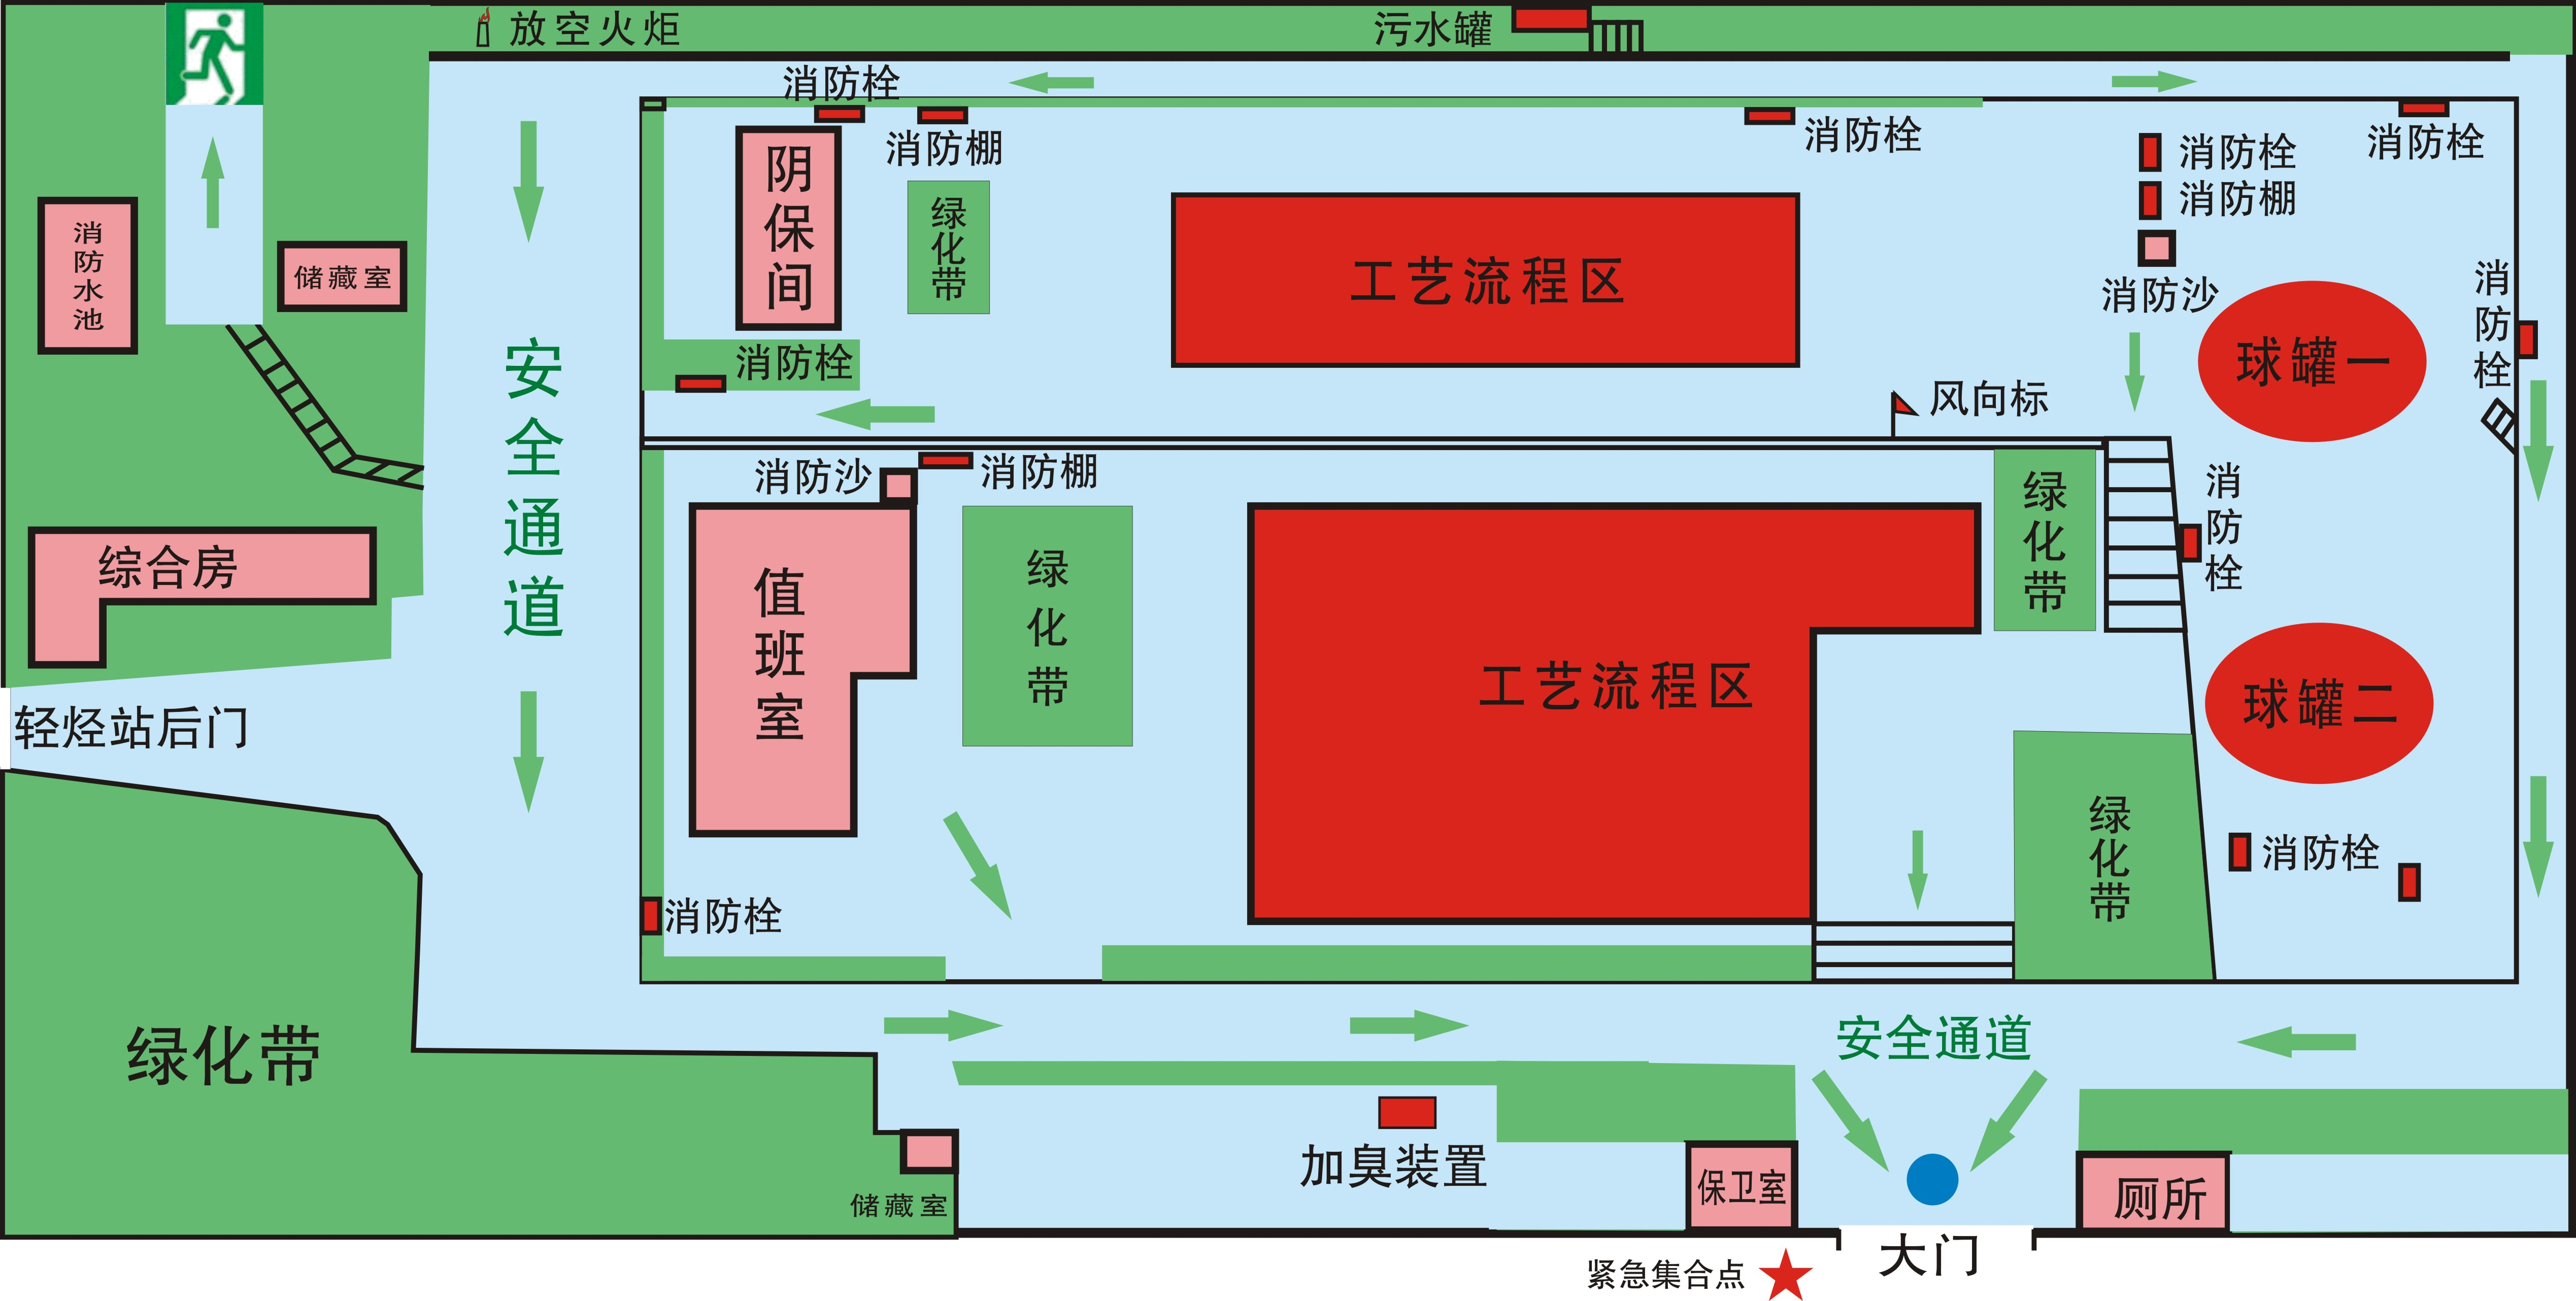 放空火炬
污水罐
消防栓
消防棚
消防栓
消防栓
消防栓
消防棚
消防沙
阴保间
绿化带
工艺流程区
消防水池
储藏室
球罐一
消防栓
安全通道
消防栓
风向标
消防沙
消防棚
绿化带
消防栓
综合房
值班室
绿化带
工艺流程区
球罐二
轻烃站后门
绿化带
消防栓
消防栓
安全通道
绿化带
加臭装置
保卫室
厕所
储藏室
大门
紧急集合点